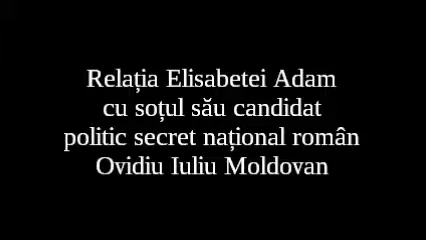 Relația Elisabetei Adam
cu soțul său candidat
politic secret național român
Ovidiu Iuliu Moldovan